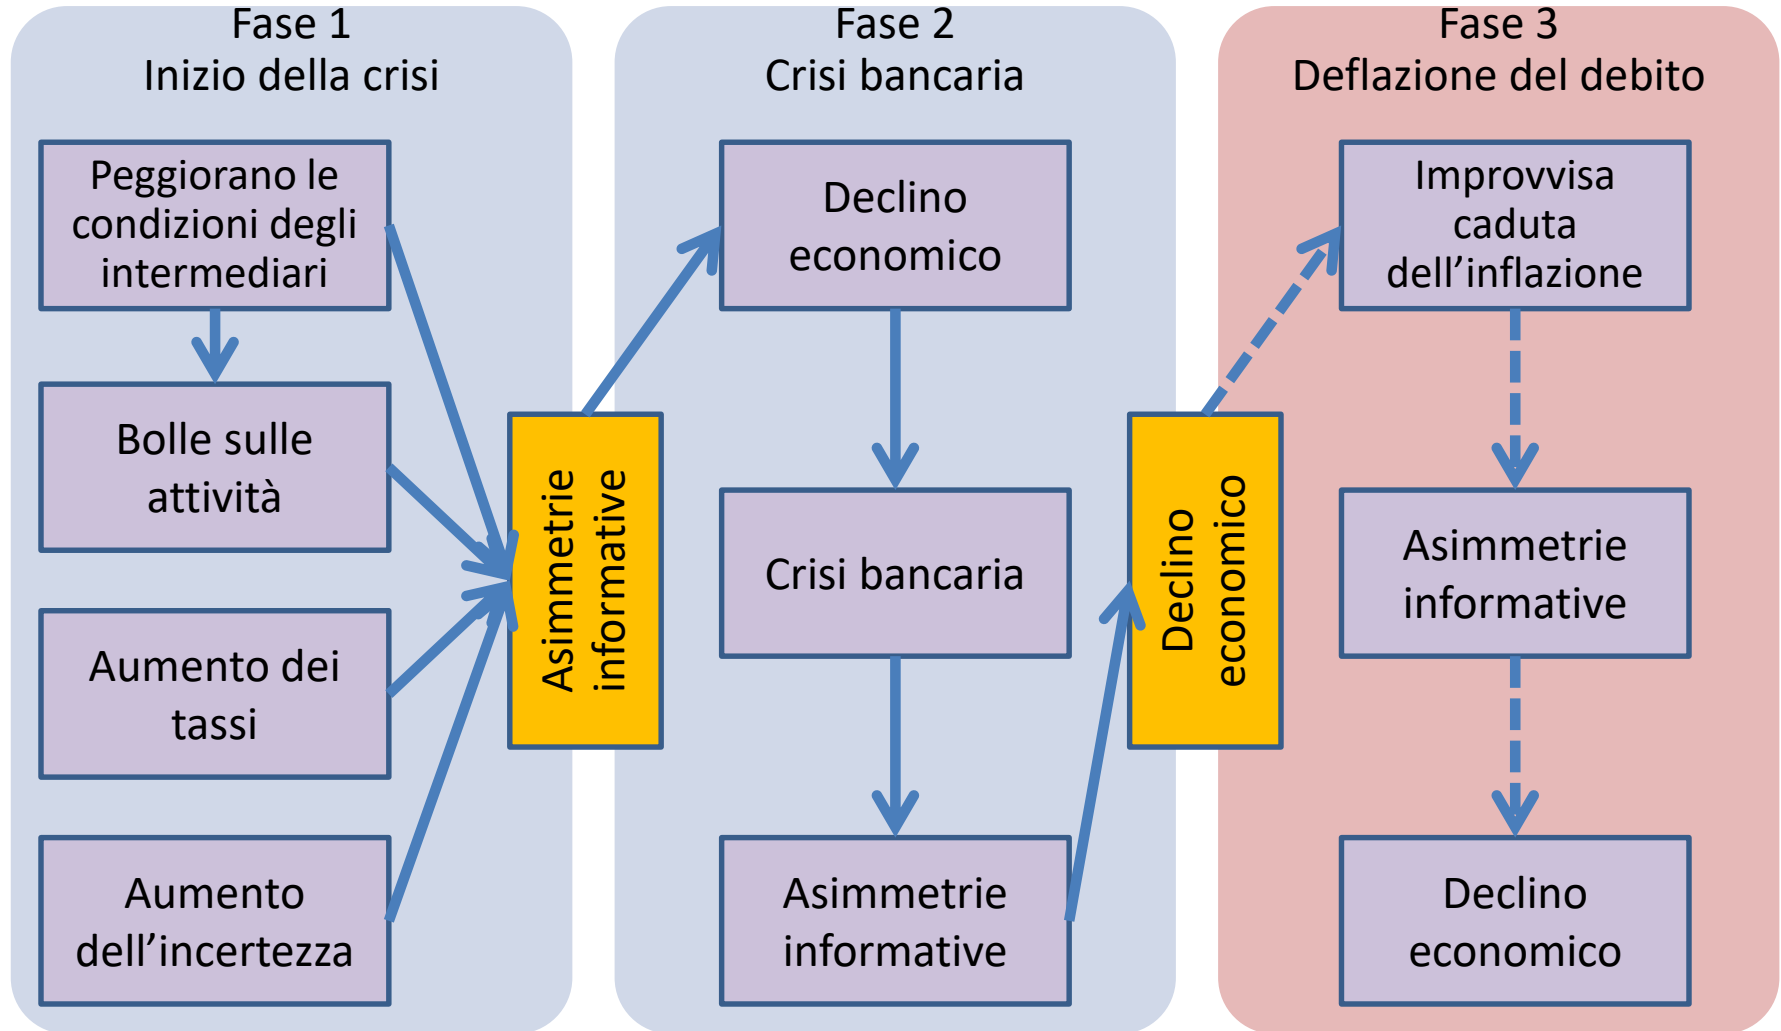 Fase 1
Inizio della crisi
Peggiorano le
condizioni degli
intermediari
Bolle sulle
attività
Aumento dei
tassi
Aumento
dell’incertezza
Asimmetrie
informative
Fase 2
Crisi bancaria
Declino
economico
Crisi bancaria
Asimmetrie
informative
Declino
economico
Fase 3
Deflazione del debito
Improvvisa
caduta
dell’inflazione
Asimmetrie
informative
Declino
economico